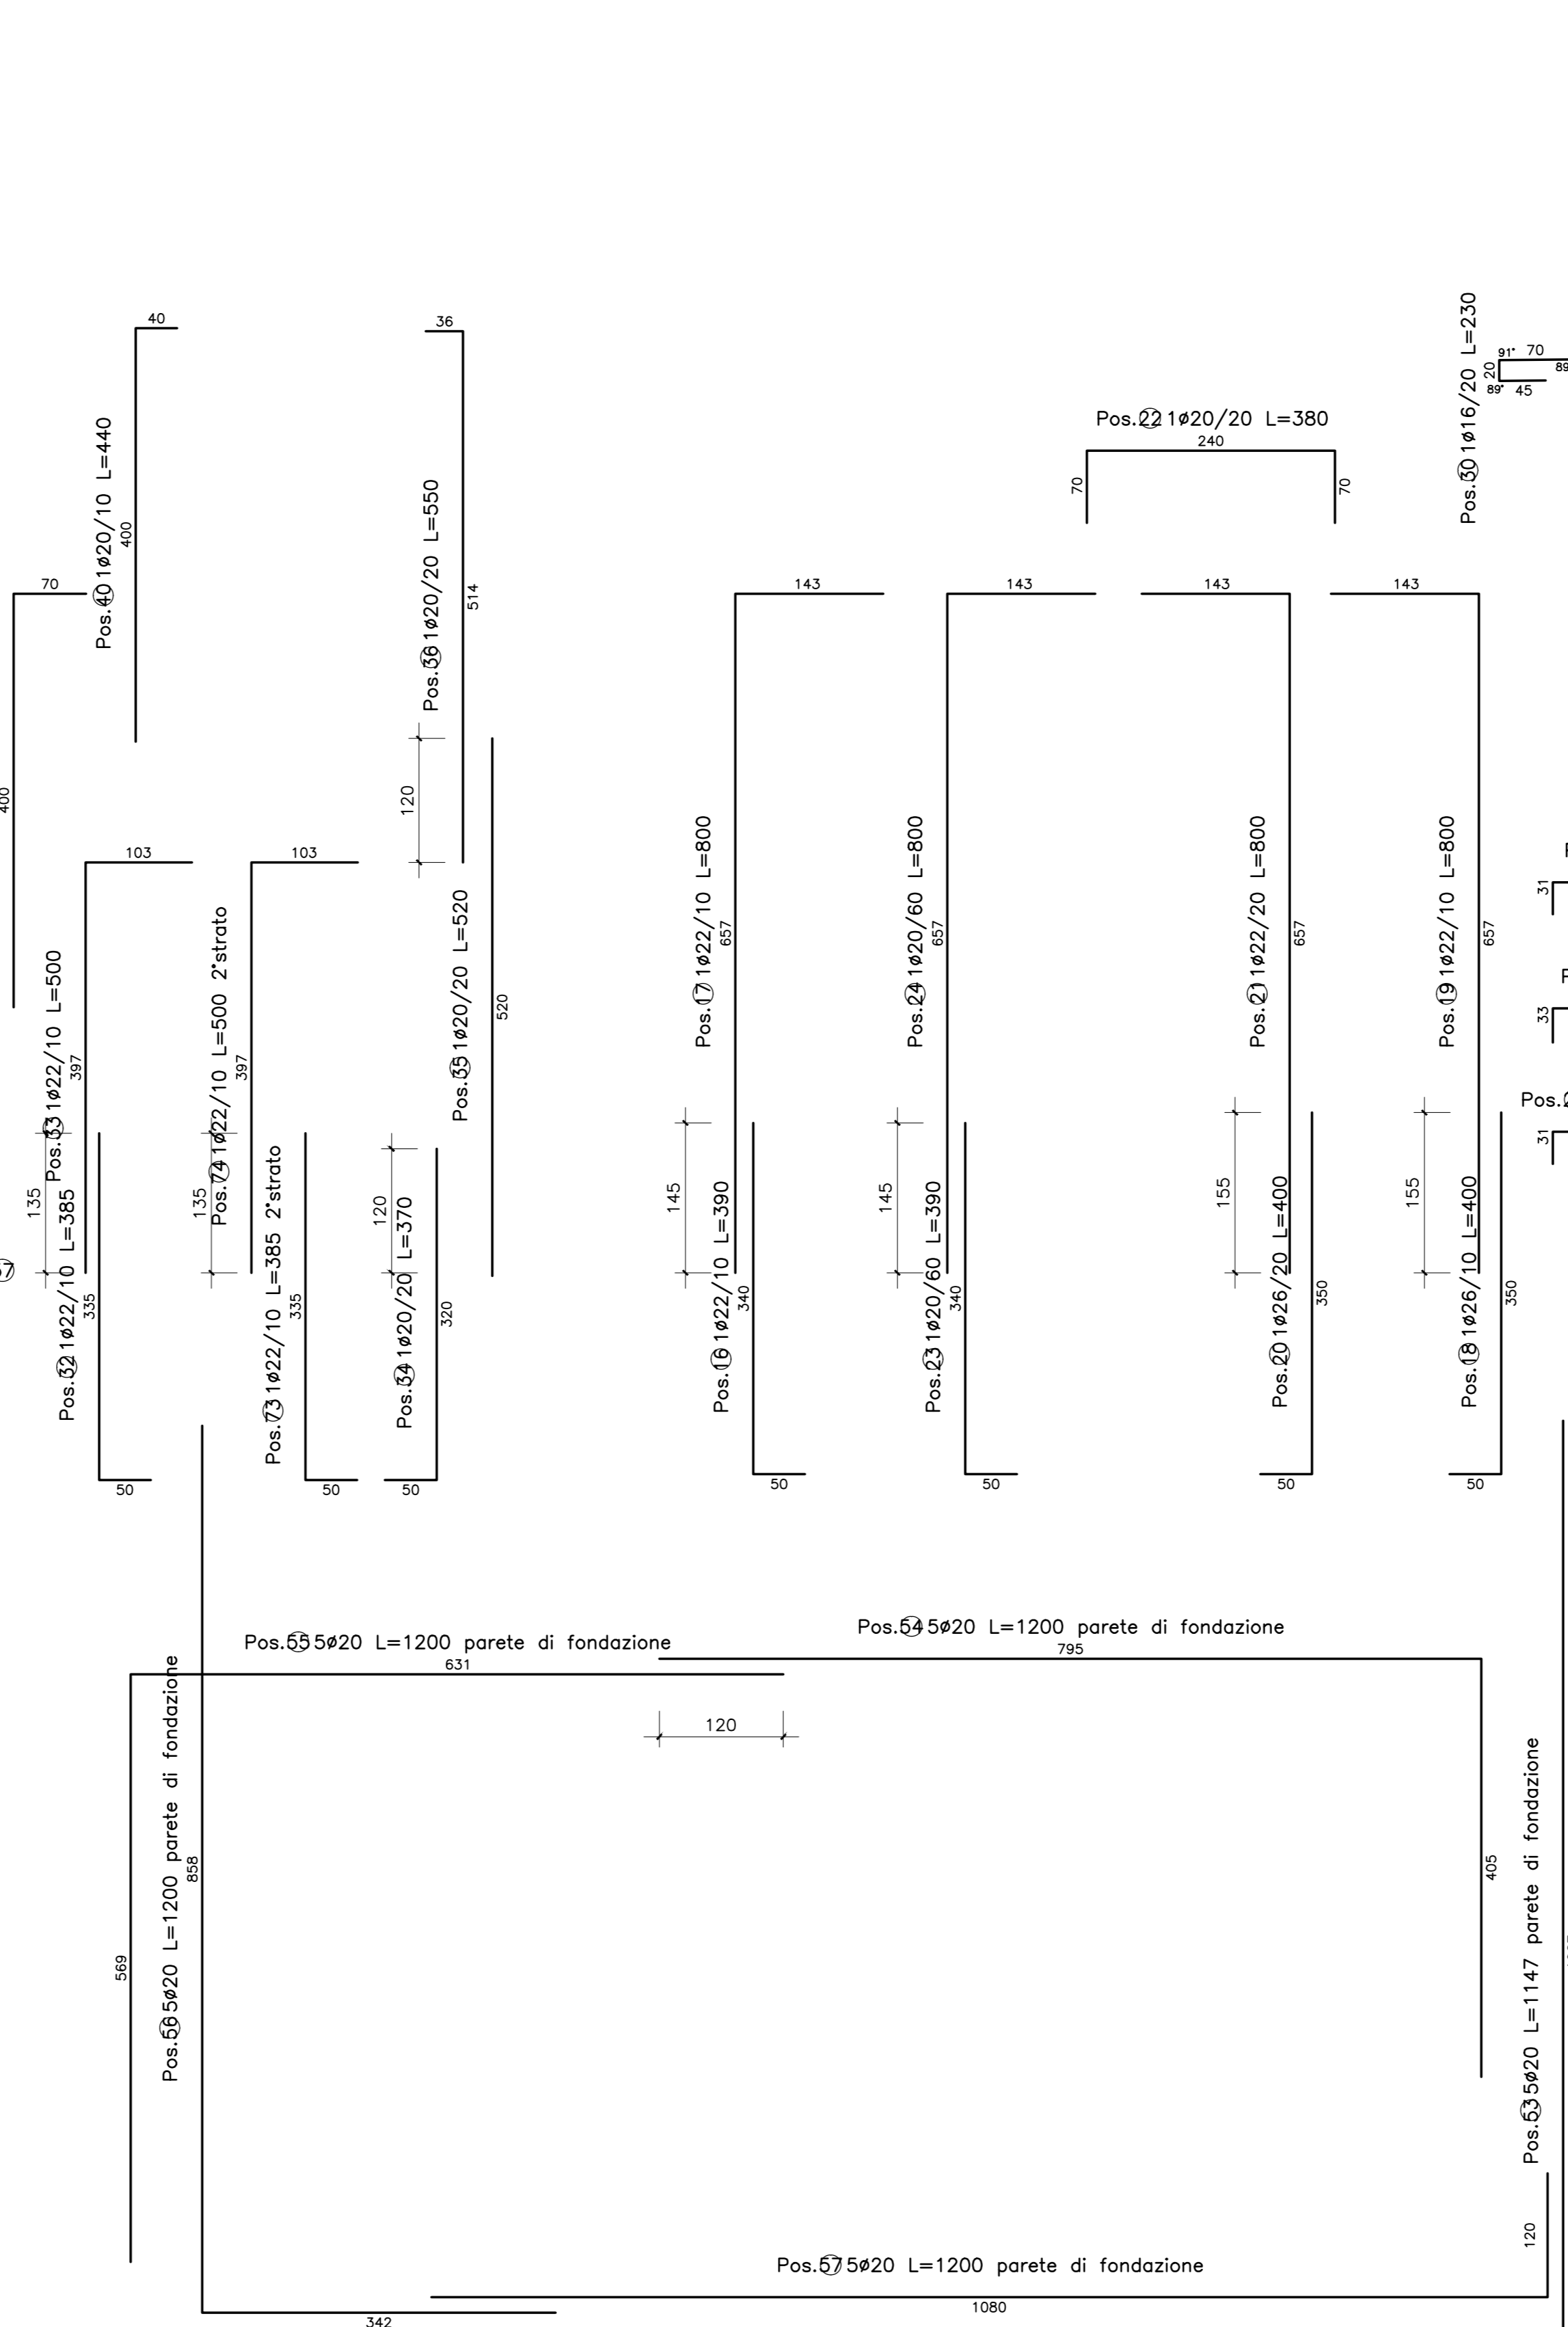 40
36
Pos.30 1ø16/20 L=230
91° 70
20
89
89° 45
Pos.40 1ø20/10 L=440
400
Pos.22 1ø20/20 L=380
240
70
70
Pos.36 1ø20/20 L=550
514
70
400
143
143
143
143
120
103
103
Pos.33 1ø22/10 L=500
397
Pos.74 1ø22/10 L=500 2°strato
397
Pos.35 1ø20/20 L=520
520
Pos.17 1ø22/10 L=800
657
Pos.24 1ø20/60 L=800
657
Pos.21 1ø22/20 L=800
657
Pos.19 1ø22/10 L=800
657
31
33
Pos.
31
135
Pos.32 1ø22/10 L=385
335
135
Pos.73 1ø22/10 L=385 2°strato
335
120
Pos.34 1ø20/20 L=370
320
145
Pos.16 1ø22/10 L=390
340
145
Pos.23 1ø20/60 L=390
340
155
Pos.20 1ø26/20 L=400
350
155
Pos.18 1ø26/10 L=400
350
7
50
50
50
50
50
50
50
Pos.55 5ø20 L=1200 parete di fondazione
631
Pos.54 5ø20 L=1200 parete di fondazione
795
120
Pos.56 5ø20 L=1200 parete di fondazione
858
569
405
Pos.53 5ø20 L=1147 parete di fondazione
120
Pos.57 5ø20 L=1200 parete di fondazione
1080
342